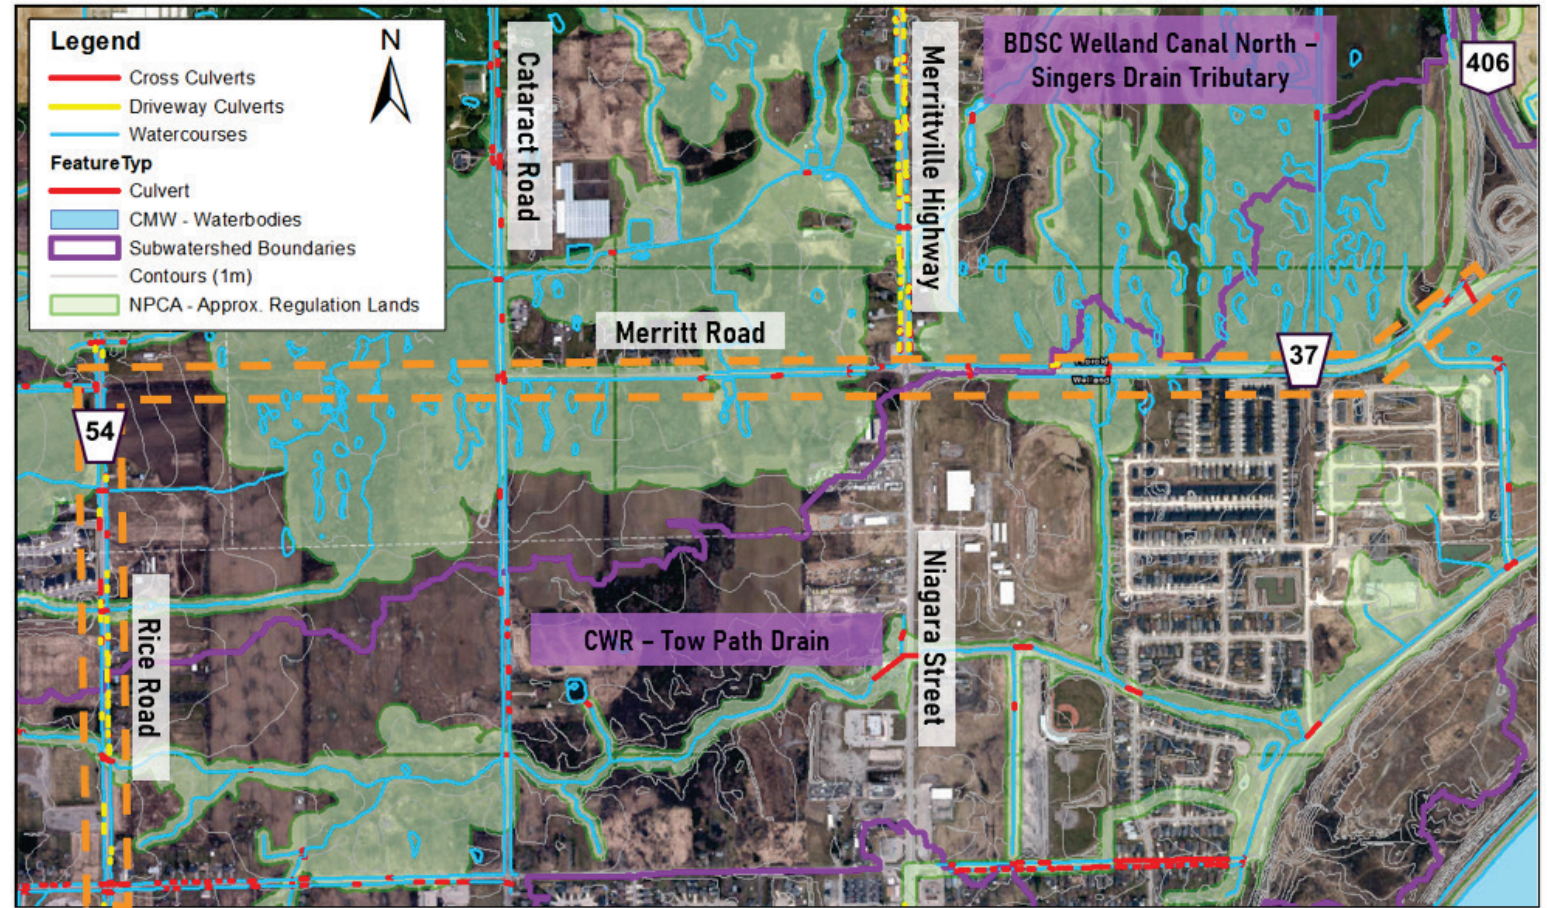 Legend
N
Cross Culverts
Driveway Culverts
Watercourses
FeatureTyp
Culvert
CMW - Waterbodies
Subwatershed Boundaries
Contours (1m)
NPCA - Approx. Regulation Lands
Cataract Road
Merrittville Highway
BDSC Welland Canal North –
Singers Drain Tributary
406
Merritt Road
37
Welland
54
Rice Road
CWR – Tow Path Drain
Niagara Street